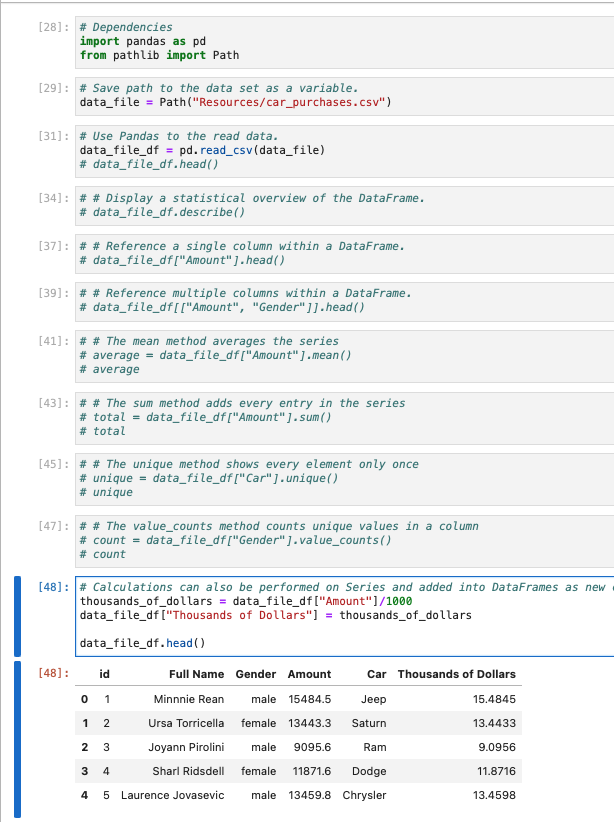 [28]: # Dependencies
import pandas as pd
from pathlib import Path
[29]: # Save path to the data set as a variable.
data_file = Path("Resources/car_purchases.csv")
[31]: # Use Pandas to the read data.
data_file_df = pd.read_csv(data_file)
# data_file_df.head()
[34]: # # Display a statistical overview of the DataFrame.
# data_file_df.describe()
[37]: # # Reference a single column within a DataFrame.
# data_file_df["Amount"].head()
[39]: # # Reference multiple columns within a DataFrame.
# data_file_df[["Amount", "Gender"]].head()
[41]: # # The mean method averages the series
# average = data_file_df["Amount"].mean()
# average
[43]: # # The sum method adds every entry in the series
# total = data_file_df["Amount"].sum()
# total
[45]: # # The unique method shows every element only once
# unique = data_file_df["Car"].unique()
# unique
[47]: # # The value_counts method counts unique values in a column
# count = data_file_df["Gender"].value_counts()
# count
[48]: # Calculations can also be performed on Series and added into DataFrames as new
thousands_of_dollars = data_file_df["Amount"]/1000
data_file_df["Thousands of Dollars"] = thousands_of_dollars
data_file_df.head()
[48]: id Full Name Gender Amount Car Thousands of Dollars
0 1 Minnnie Rean male 15484.5 Jeep 15.4845
1 2 Ursa Torricella female 13443.3 Saturn 13.4433
2 3 Joyann Pirolini male 9095.6 Ram 9.0956
3 4 Sharl Ridsdell female 11871.6 Dodge 11.8716
4 5 Laurence Jovasevic male 13459.8 Chrysler 13.4598